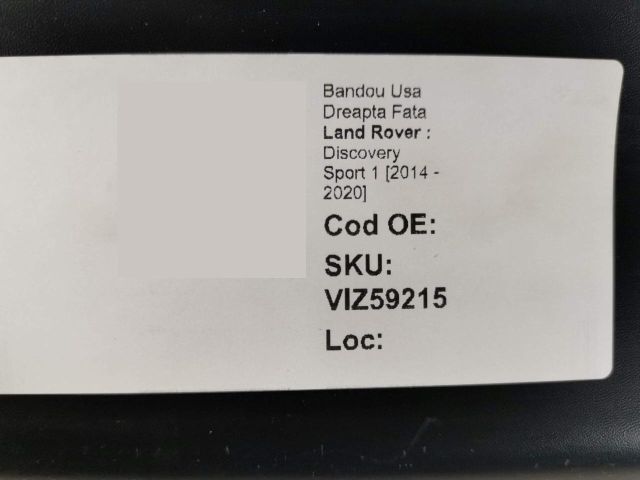 Bandou Usa
Dreapta Fata
Land Rover :
Discovery
Sport 1 [2014 -
2020]
Cod OE:
SKU:
VIZ59215
Loc: